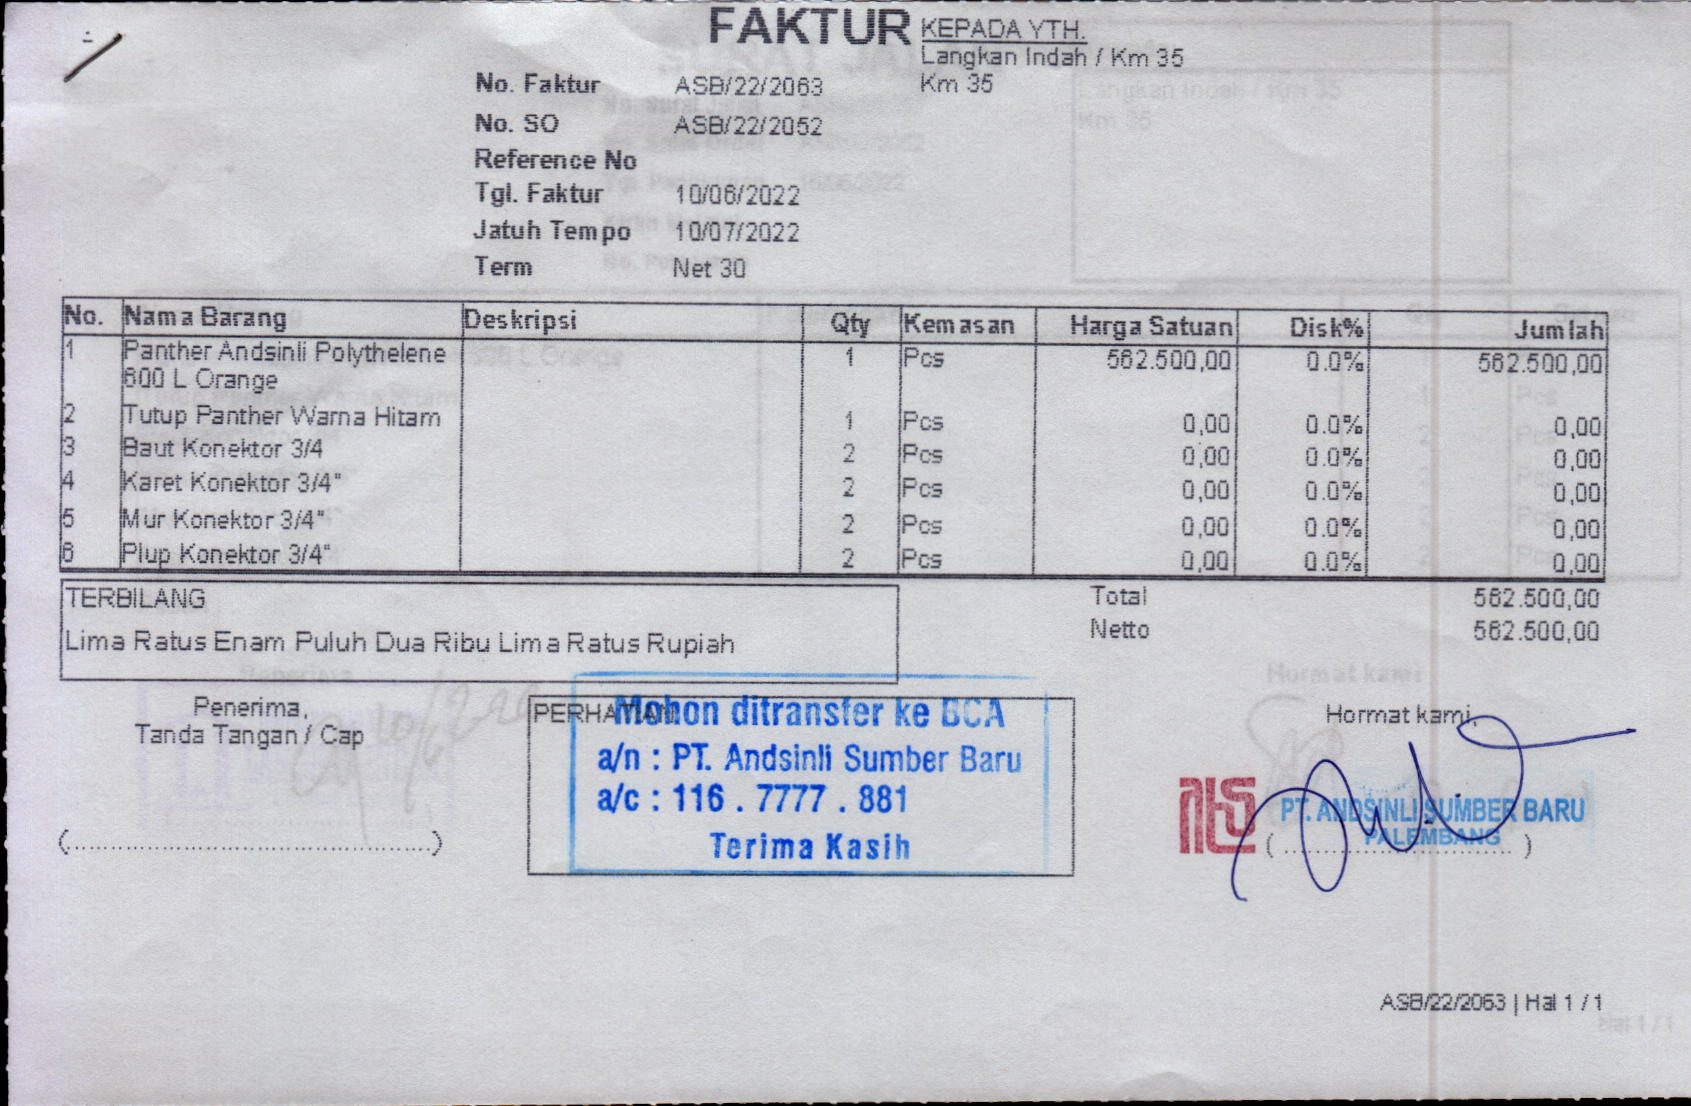 FAKTUR
KEPADA YTH.
Langkan Indah / Km 35
Km 35
No. Faktur ASB/22/2063
No. SO ASB/22/2052
Reference No
Tgl. Faktur 10/06/2022
Jatuh Tempo 10/07/2022
Term Net 30
No. Nama Barang Deskripsi Qty Kemasan Harga Satuan Disk% Jumlah
1 Panther Andsinli Polythelene 1 Pcs 562.500,00 0.0% 562.500,00
600 L Orange
2 Tutup Panther Warna Hitam 1 Pcs 0,00 0.0% 0,00
3 Baut Konektor 3/4 2 Pcs 0,00 0.0% 0,00
4 Karet Konektor 3/4" 2 Pcs 0,00 0.0% 0,00
5 Mur Konektor 3/4" 2 Pcs 0,00 0.0% 0,00
6 Plup Konektor 3/4" 2 Pcs 0,00 0.0% 0,00
TERBILANG
Lima Ratus Enam Puluh Dua Ribu Lima Ratus Rupiah
Total 562.500,00
Netto 562.500,00
Penerima,
Tanda Tangan / Cap
(................................................)
PERHATIAN
Mohon ditransfer ke BCA
a/n : PT. Andsinli Sumber Baru
a/c : 116 . 7777 . 881
Terima Kasih
Hormat kami,
PT. ANDSINLI SUMBER BARU
PALEMBANG
(................................)
ASB/22/2063 | Hal 1 / 1